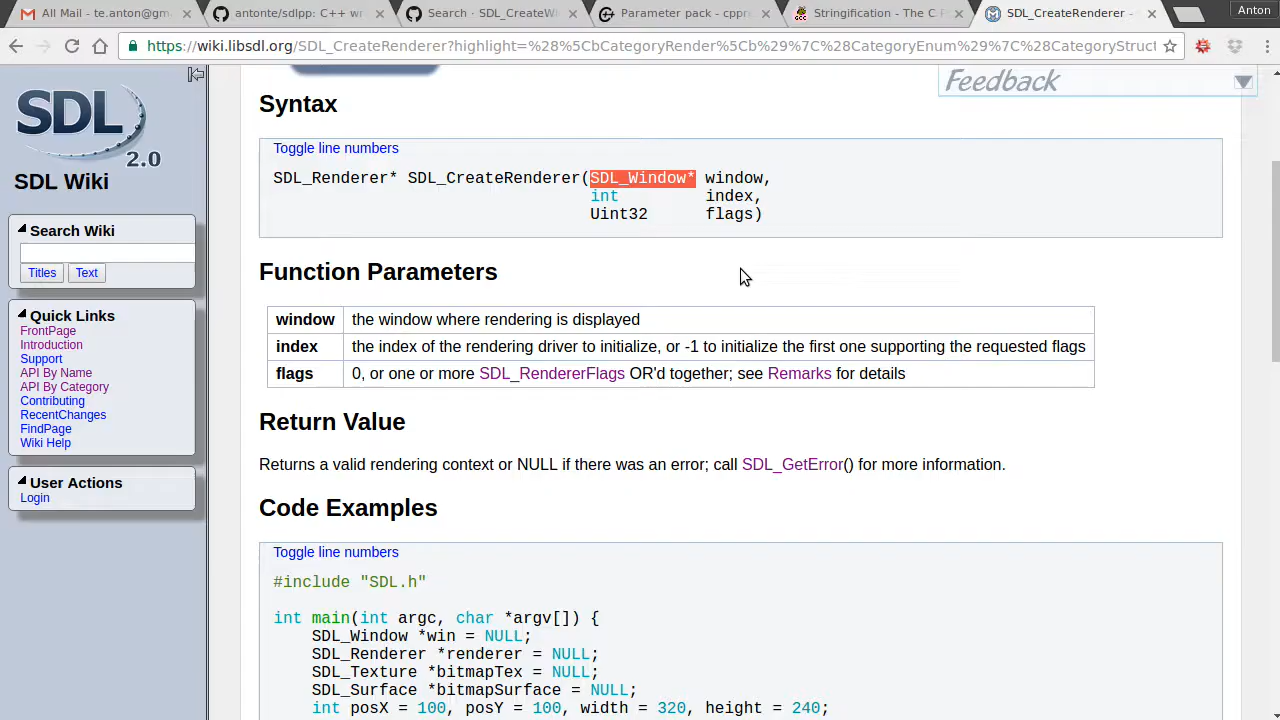 All Mail - te.anton@gm
antonte/sdlpp: C++ wr
Search · SDL_CreateW
Parameter pack - cppre
Stringification - The C P
SDL_CreateRenderer -
Anton
https://wiki.libsdl.org/SDL_CreateRenderer?highlight=%28%5CbCategoryRender%5Cb%29%7C%28CategoryEnum%29%7C%28CategoryStruct
Feedback
SDL
2.0
SDL Wiki
Search Wiki
Titles Text
Quick Links
FrontPage
Introduction
Support
API By Name
API By Category
Contributing
RecentChanges
FindPage
Wiki Help
User Actions
Login
Syntax
Toggle line numbers
SDL_Renderer* SDL_CreateRenderer(SDL_Window* window,
int index,
Uint32 flags)
Function Parameters
window the window where rendering is displayed
index the index of the rendering driver to initialize, or -1 to initialize the first one supporting the requested flags
flags 0, or one or more SDL_RendererFlags OR'd together; see Remarks for details
Return Value
Returns a valid rendering context or NULL if there was an error; call SDL_GetError() for more information.
Code Examples
Toggle line numbers
#include "SDL.h"
int main(int argc, char *argv[]) {
SDL_Window *win = NULL;
SDL_Renderer *renderer = NULL;
SDL_Texture *bitmapTex = NULL;
SDL_Surface *bitmapSurface = NULL;
int posX = 100, posY = 100, width = 320, height = 240;